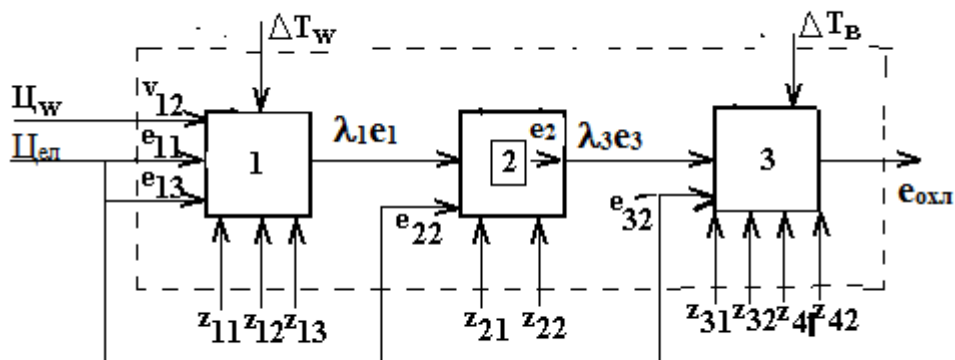 ΔT_W
ΔT_B
Ц_W
v_12
Ц_ел
e_11
e_13
1
λ_1e_1
2
e_2
λ_3e_3
3
e_охл
e_22
e_32
z_11 z_12 z_13
z_21 z_22
z_31 z_32 z_41 z_42